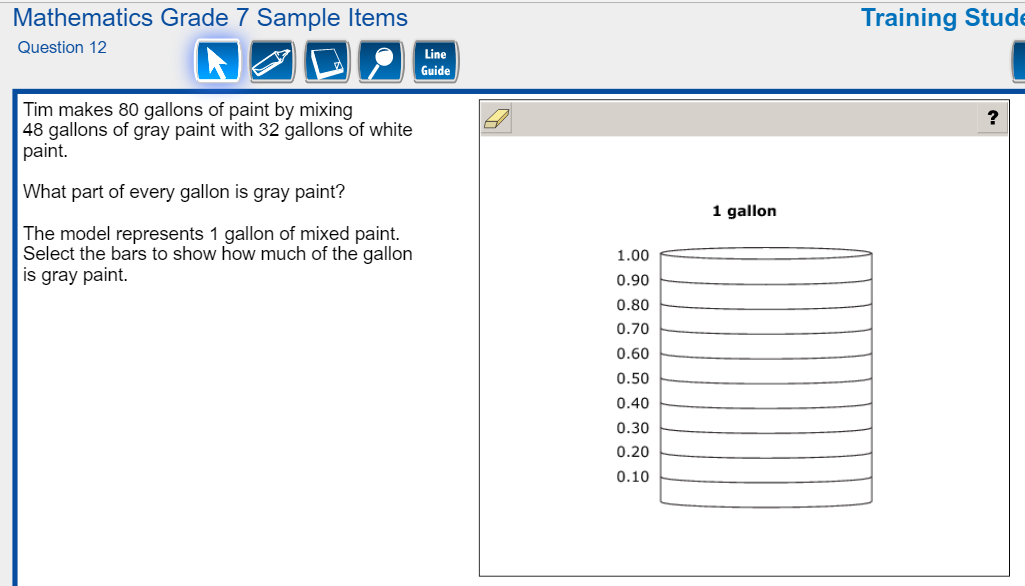 Mathematics Grade 7 Sample Items
Training Stude
Question 12
Line
Guide
Tim makes 80 gallons of paint by mixing
48 gallons of gray paint with 32 gallons of white
paint.
What part of every gallon is gray paint?
The model represents 1 gallon of mixed paint.
Select the bars to show how much of the gallon
is gray paint.
?
1 gallon
1.00
0.90
0.80
0.70
0.60
0.50
0.40
0.30
0.20
0.10